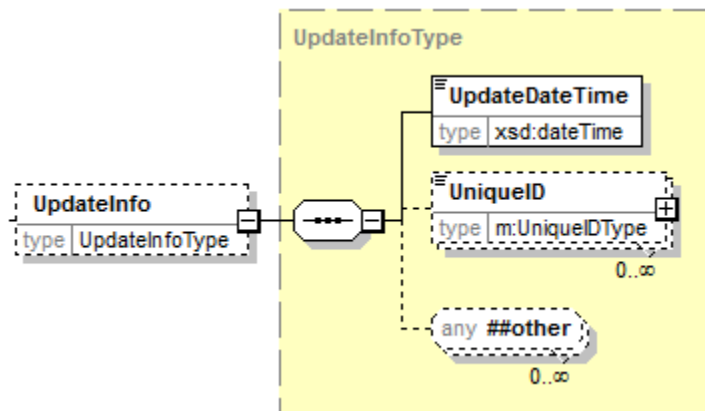 UpdateInfoType
UpdateDateTime
type xsd:dateTime
UniqueID
type m:UniqueIDType
0..∞
UpdateInfo
type UpdateInfoType
any ##other
0..∞